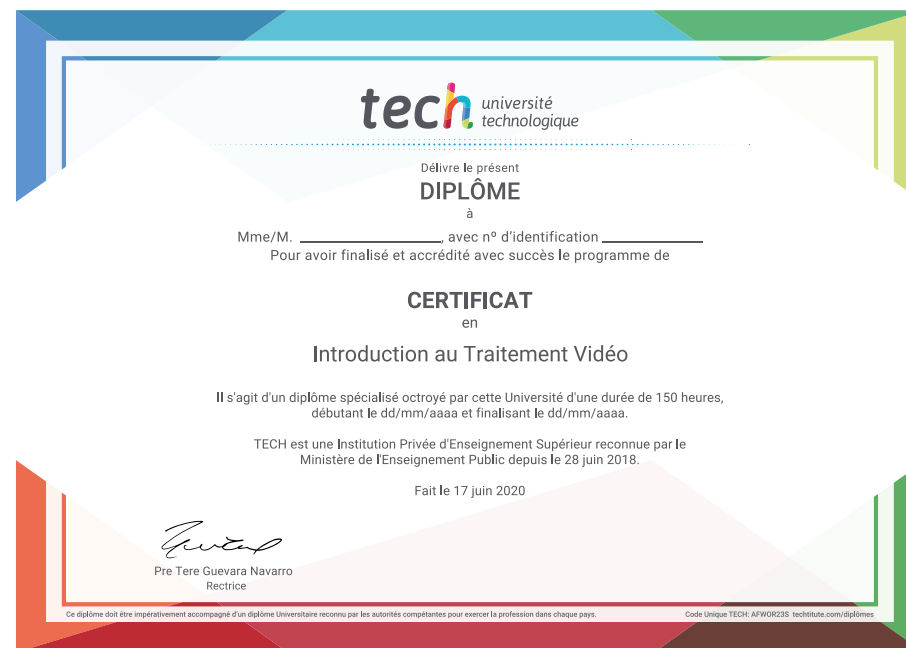 tech université
technologique
Délivre le présent
DIPLÔME
à
Mme/M. ____________________, avec nº d'identification ______________
Pour avoir finalisé et accrédité avec succès le programme de
CERTIFICAT
en
Introduction au Traitement Vidéo
Il s'agit d'un diplôme spécialisé octroyé par cette Université d'une durée de 150 heures,
débutant le dd/mm/aaaa et finalisant le dd/mm/aaaa.
TECH est une Institution Privée d'Enseignement Supérieur reconnue par le
Ministère de l'Enseignement Public depuis le 28 juin 2018.
Fait le 17 juin 2020
Pre Tere Guevara Navarro
Rectrice
Ce diplôme doit être impérativement accompagné d'un diplôme Universitaire reconnu par les autorités compétantes pour exercer la profession dans chaque pays.
Code Unique TECH: AFWOR23S techtitute.com/diplômes